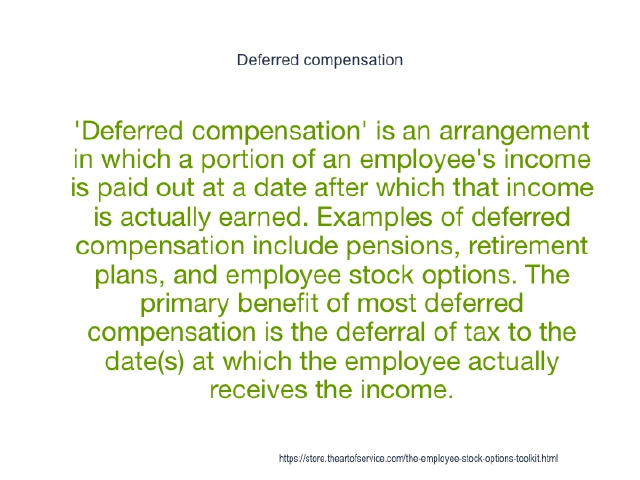 Deferred compensation
'Deferred compensation' is an arrangement
in which a portion of an employee's income
is paid out at a date after which that income
is actually earned. Examples of deferred
compensation include pensions, retirement
plans, and employee stock options. The
primary benefit of most deferred
compensation is the deferral of tax to the
date(s) at which the employee actually
receives the income.
https://store.theartofservice.com/the-employee-stock-options-toolkit.html